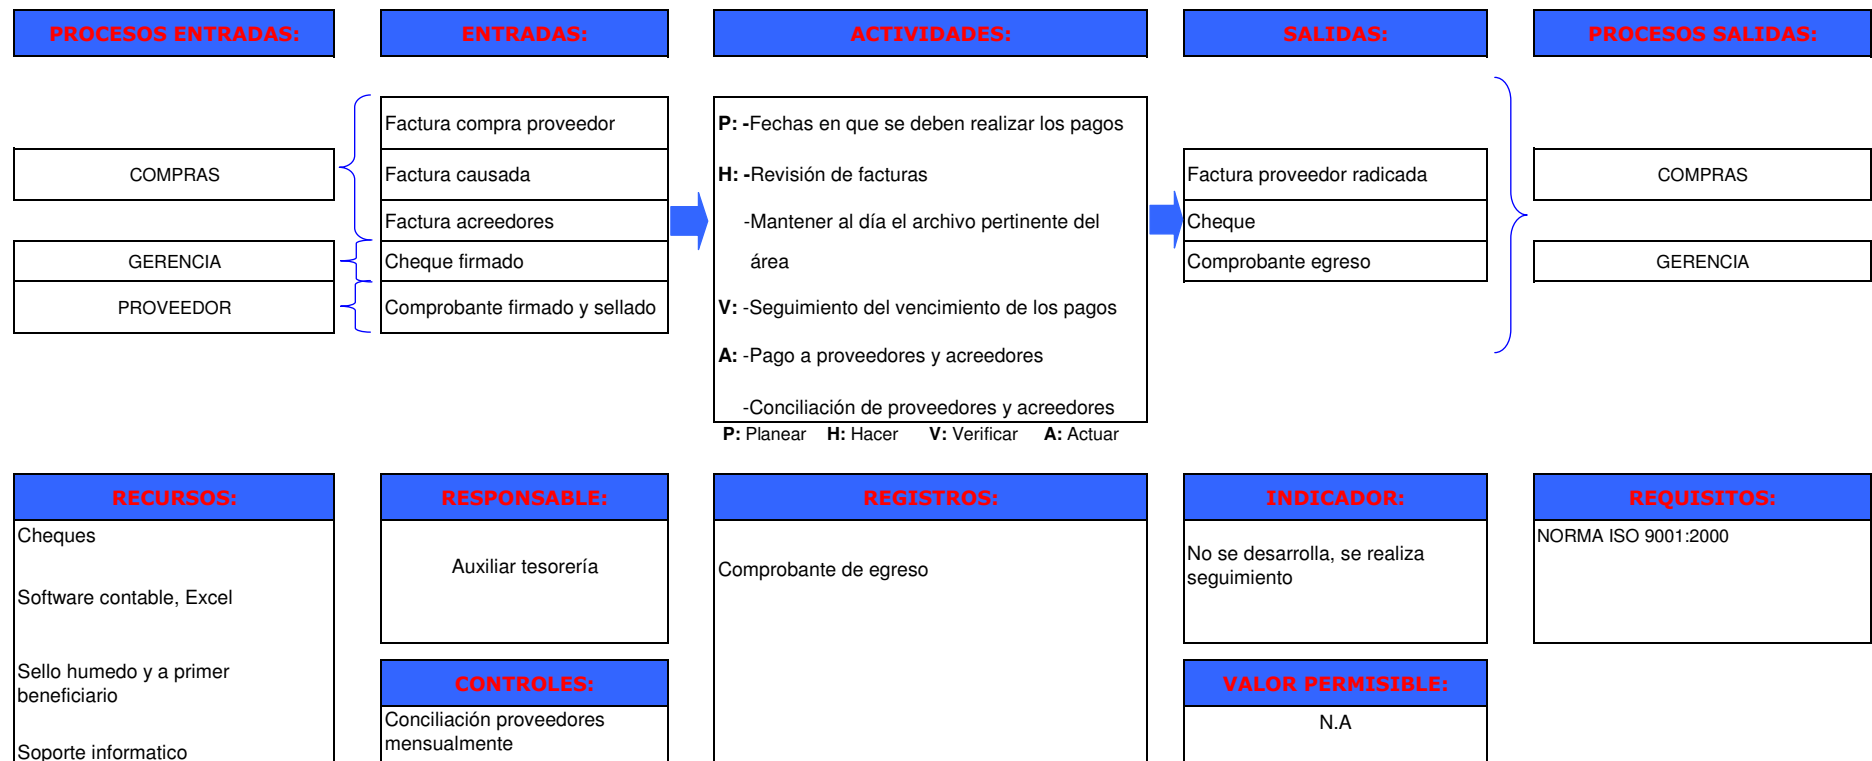 PROCESOS ENTRADAS:
ENTRADAS:
ACTIVIDADES:
SALIDAS:
PROCESOS SALIDAS:
COMPRAS
GERENCIA
PROVEEDOR
Factura compra proveedor
Factura causada
Factura acreedores
Cheque firmado
Comprobante firmado y sellado
P: -Fechas en que se deben realizar los pagos
H: -Revisión de facturas
-Mantener al día el archivo pertinente del
área
V: -Seguimiento del vencimiento de los pagos
A: -Pago a proveedores y acreedores
-Conciliación de proveedores y acreedores
P: Planear H: Hacer V: Verificar A: Actuar
Factura proveedor radicada
Cheque
Comprobante egreso
COMPRAS
GERENCIA
RECURSOS:
Cheques
Software contable, Excel
Sello humedo y a primer
beneficiario
Soporte informatico
RESPONSABLE:
Auxiliar tesorería
CONTROLES:
Conciliación proveedores
mensualmente
REGISTROS:
Comprobante de egreso
INDICADOR:
No se desarrolla, se realiza
seguimiento
VALOR PERMISIBLE:
N.A
REQUISITOS:
NORMA ISO 9001:2000